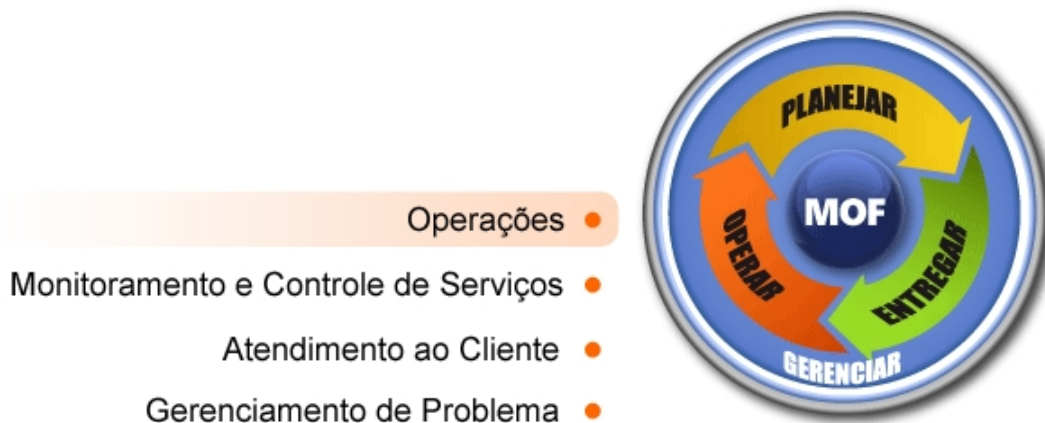 Operações
Monitoramento e Controle de Serviços
Atendimento ao Cliente
Gerenciamento de Problema
PLANEJAR
MOF
OPERAR
ENTREGAR
GERENCIAR